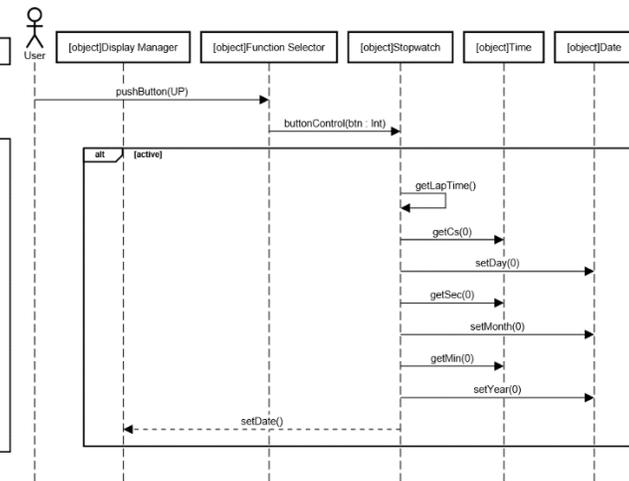 User
[object]Display Manager
[object]Function Selector
[object]Stopwatch
[object]Time
[object]Date
pushButton(UP)
buttonControl(btn : Int)
alt
[active]
getLapTime()
getCs(0)
setDay(0)
getSec(0)
setMonth(0)
getMin(0)
setYear(0)
setDate()